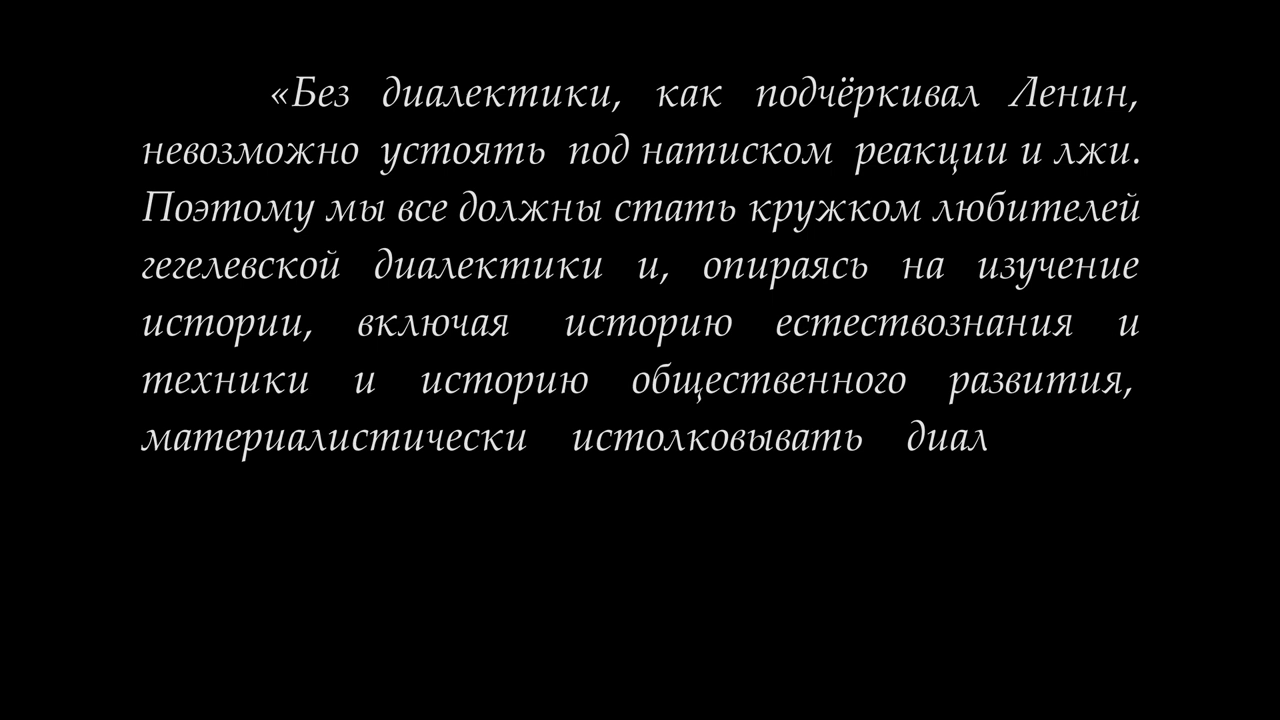 «Без диалектики, как подчёркивал Ленин,
невозможно устоять под натиском реакции и лжи.
Поэтому мы все должны стать кружком любителей
гегелевской диалектики и, опираясь на изучение
истории, включая историю естествознания и
техники и историю общественного развития,
материалистически истолковывать диал